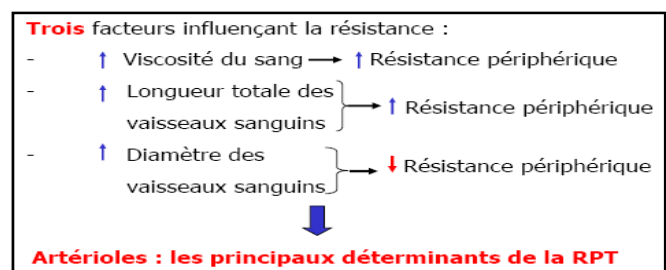 Trois facteurs influençant la résistance :
- ↑ Viscosité du sang → ↑ Résistance périphérique
- ↑ Longueur totale des
vaisseaux sanguins → ↑ Résistance périphérique
- ↑ Diamètre des
vaisseaux sanguins → ↓ Résistance périphérique
Artérioles : les principaux déterminants de la RPT